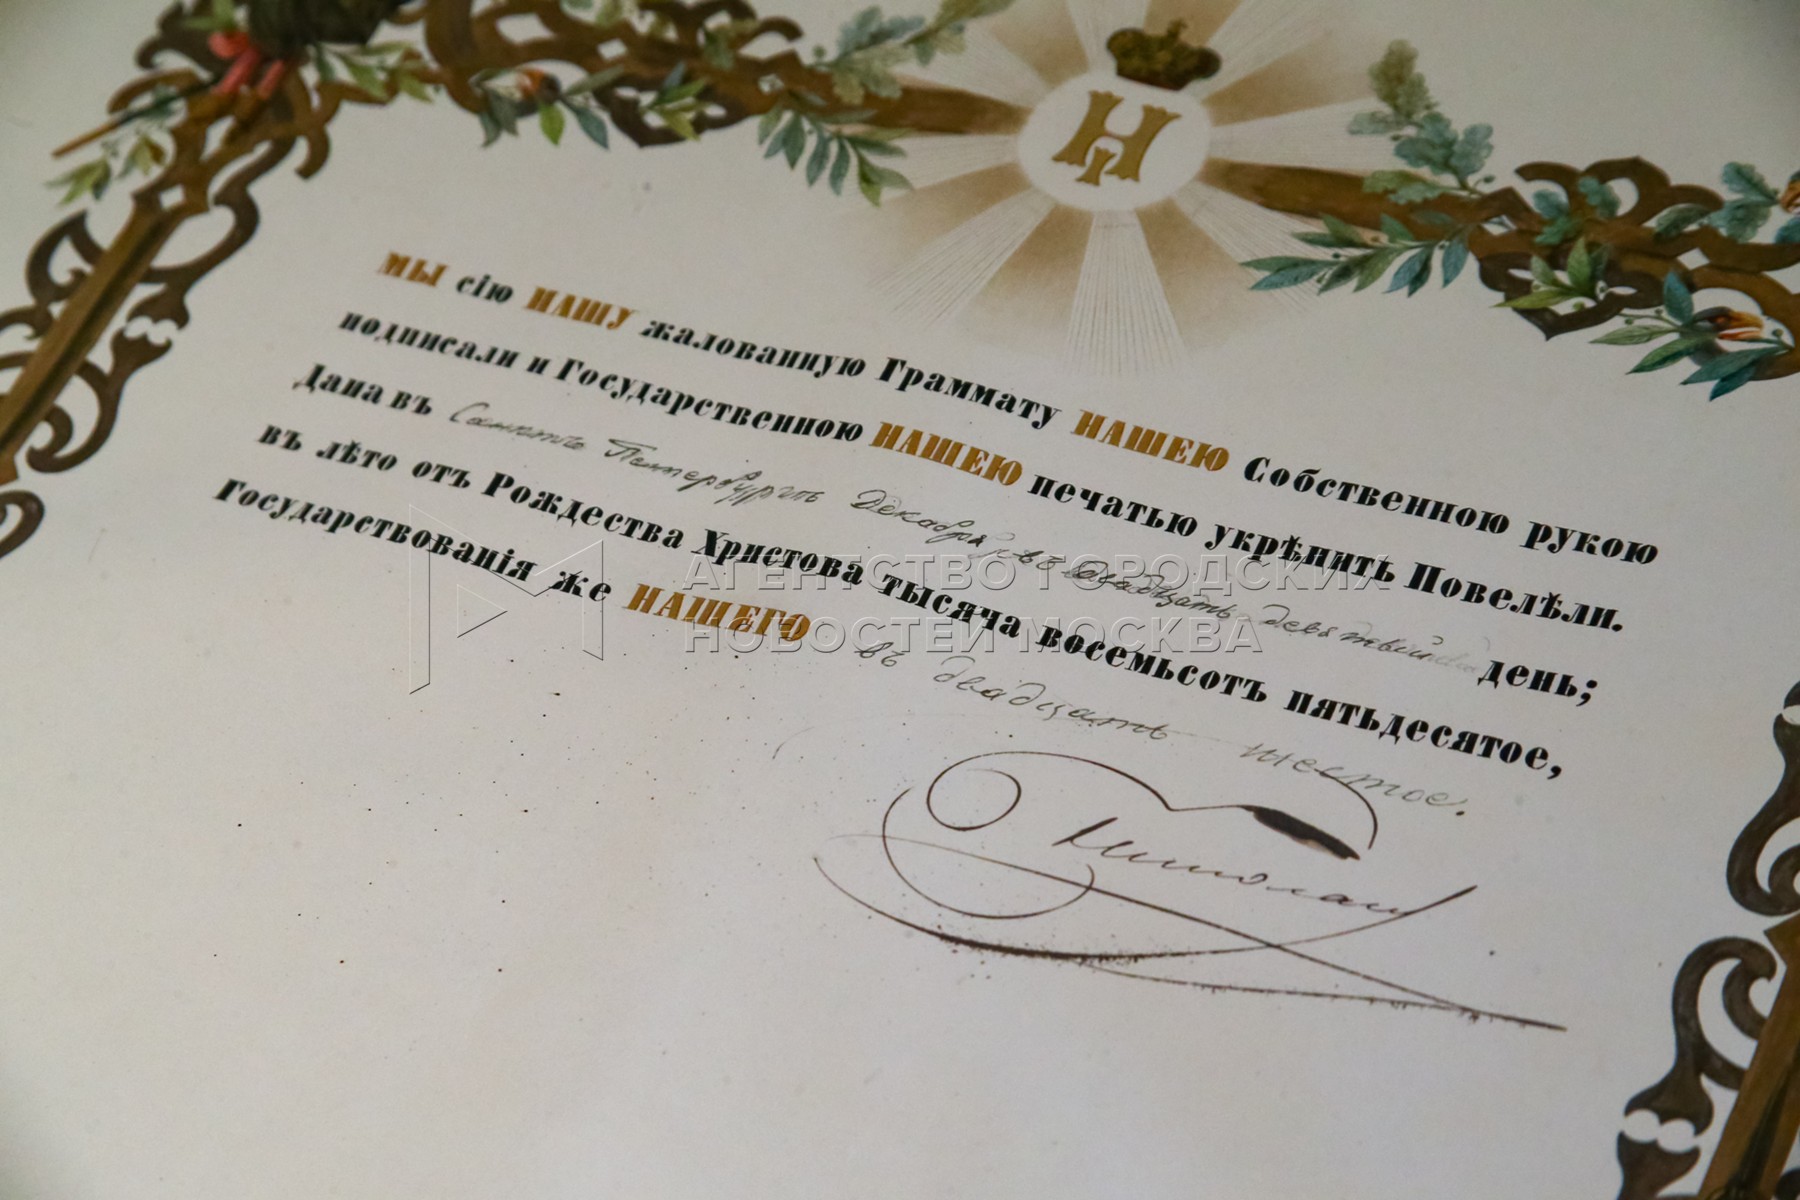 Н I
МЫ сію НАШУ жалованную Граммату НАШЕЮ Собственною рукою
подписали и Государственною НАШЕЮ печатью укрѣпить Повелѣли.
Дана въ Санктъ Петербургѣ Декабря въ двадцать девятый день;
въ лѣто отъ Рождества Христова тысяча восемьсотъ пятьдесятое,
Государствованія же НАШЕГО въ двадцать шестое.
Николай
АГЕНТСТВО ГОРОДСКИХ
НОВОСТЕЙ МОСКВА